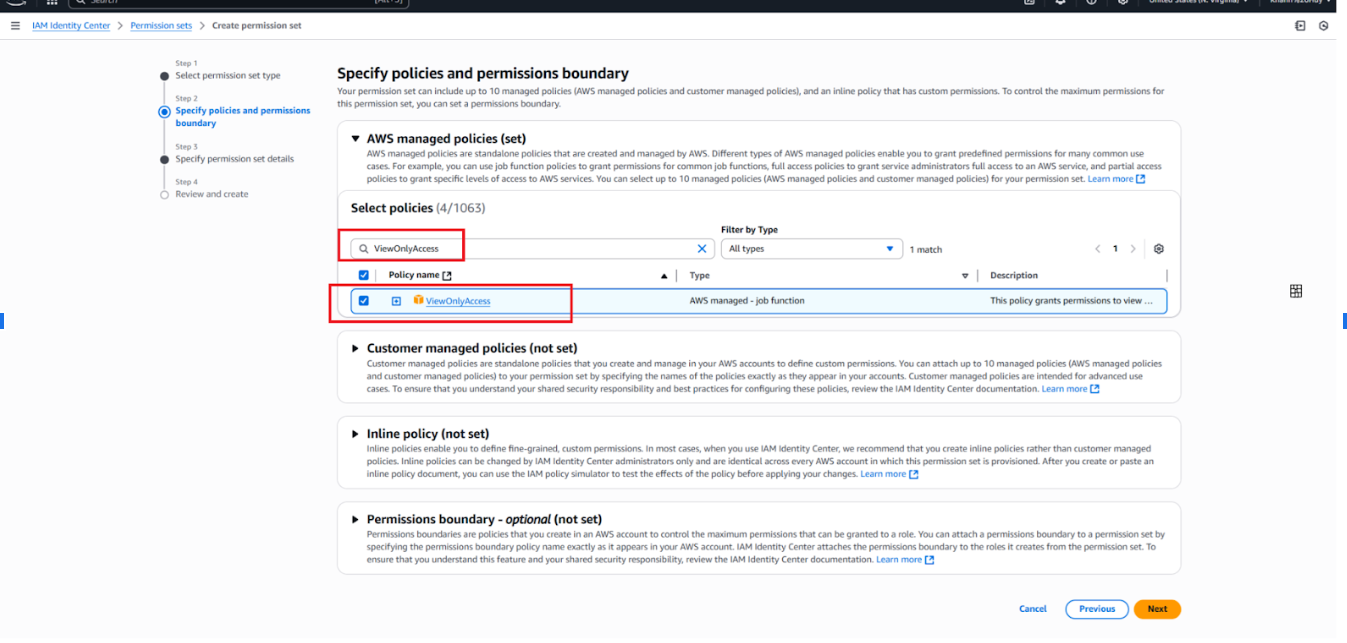 Search
[Alt+S]
United States (N. Virginia)
IAM Identity Center > Permission sets > Create permission set
Step 1
Select permission set type
Step 2
Specify policies and permissions
boundary
Step 3
Specify permission set details
Step 4
Review and create
Specify policies and permissions boundary
Your permission set can include up to 10 managed policies (AWS managed policies and customer managed policies), and an inline policy that has custom permissions. To control the maximum permissions for
this permission set, you can set a permissions boundary.
AWS managed policies (set)
AWS managed policies are standalone policies that are created and managed by AWS. Different types of AWS managed policies enable you to grant predefined permissions for many common use
cases. For example, you can use job function policies to grant permissions for common job functions, full access policies to grant service administrators full access to an AWS service, and partial access
policies to grant specific levels of access to AWS services. You can select up to 10 managed policies (AWS managed policies and customer managed policies) for your permission set. Learn more
Select policies (4/1063)
Filter by Type
ViewOnlyAccess
All types
1 match
< 1 >
Policy name
Type
Description
ViewOnlyAccess
AWS managed - job function
This policy grants permissions to view ...
Customer managed policies (not set)
Customer managed policies are standalone policies that you create and manage in your AWS accounts to define custom permissions. You can attach up to 10 managed policies (AWS managed policies
and customer managed policies) to your permission set by specifying the names of the policies exactly as they appear in your accounts. Customer managed policies are intended for advanced use
cases. To ensure that you understand your shared security responsibility and best practices for configuring these policies, review the IAM Identity Center documentation. Learn more
Inline policy (not set)
Inline policies enable you to define fine-grained, custom permissions. In most cases, when you use IAM Identity Center, we recommend that you create inline policies rather than customer managed
policies. Inline policies can be changed by IAM Identity Center administrators only and are identical across every AWS account in which this permission set is provisioned. After you create or paste an
inline policy document, you can use the IAM policy simulator to test the effects of the policy before applying your changes. Learn more
Permissions boundary - optional (not set)
Permissions boundaries are policies that you create in an AWS account to control the maximum permissions that can be granted to a role. You can attach a permissions boundary to a permission set by
specifying the permissions boundary policy name exactly as it appears in your AWS account. IAM Identity Center attaches the permissions boundary to the roles it creates from the permission set. To
ensure that you understand this feature and your shared security responsibility, review the IAM Identity Center documentation. Learn more
Cancel
Previous
Next